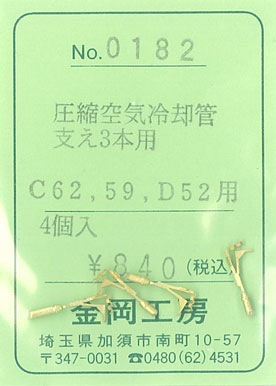 No.0182
圧縮空気冷却管
支え3本用
C62,59,D52用
4個入
¥840(税込)
金岡工房
埼玉県加須市南町10-57
〒347-0031 ☎0480(62)4531